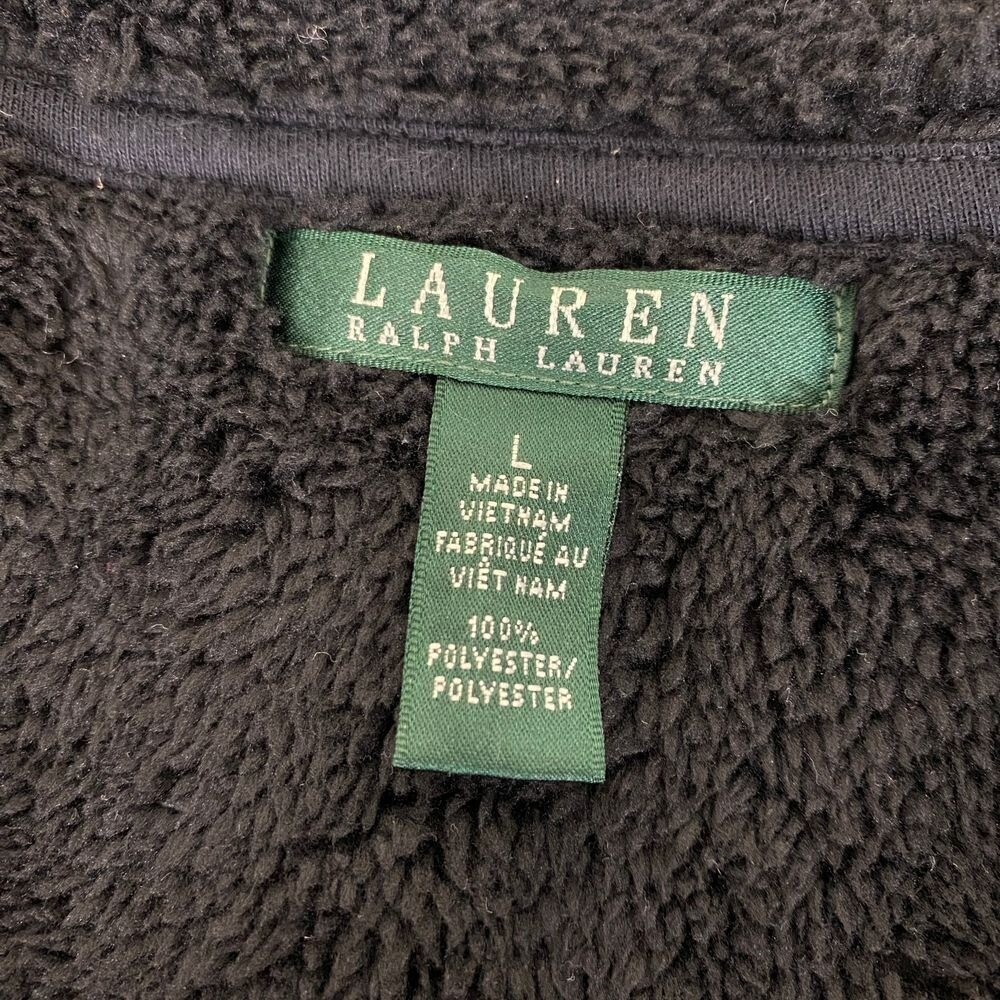 LAUREN
RALPH LAUREN
L
MADE IN
VIETNAM
FABRIQUÉ AU
VIÊT NAM
100%
POLYESTER/
POLYESTER